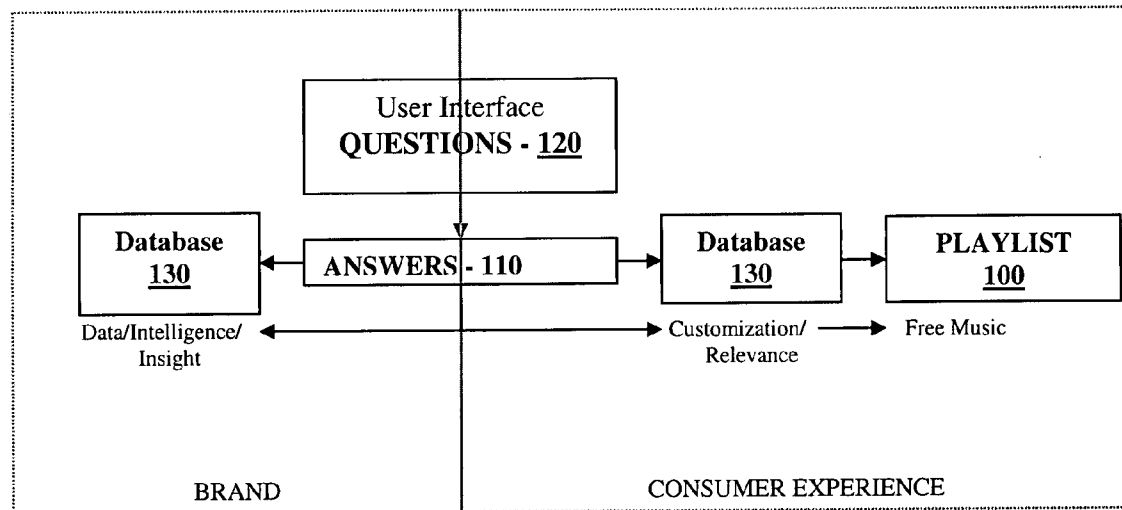 User Interface
QUESTIONS - 120
Database
130
ANSWERS - 110
Database
130
PLAYLIST
100
Data/Intelligence/
Insight
Customization/
Relevance
Free Music
BRAND
CONSUMER EXPERIENCE